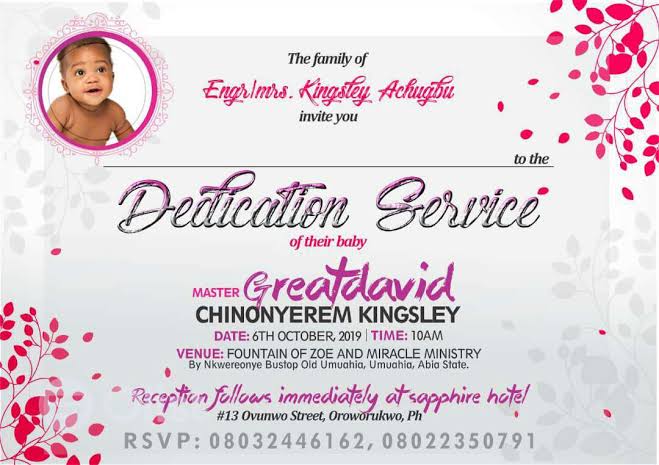 The family of
Engr/mrs. Kingsley Achugbu
invite you
to the
Dedication Service
of their baby
MASTER Greatdavid
CHINONYEREM KINGSLEY
DATE: 6TH OCTOBER, 2019 | TIME: 10AM
VENUE: FOUNTAIN OF ZOE AND MIRACLE MINISTRY
By Nkwereonye Bustop Old Umuahia, Umuahia, Abia State.
Reception follows immediately at sapphire hotel
#13 Ovunwo Street, Oroworukwo, Ph
RSVP: 08032446162, 08022350791